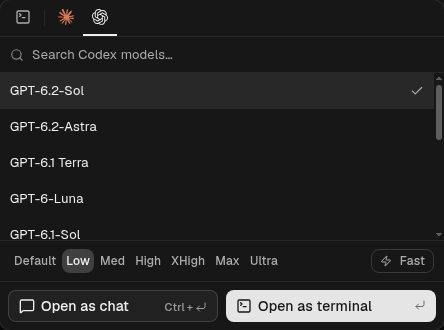 Search Codex models...
GPT-6.2-Sol
GPT-6.2-Astra
GPT-6.1 Terra
GPT-6-Luna
GPT-6.1-Sol
Default Low Med High XHigh Max Ultra Fast
Open as chat Ctrl+↵ Open as terminal ↵